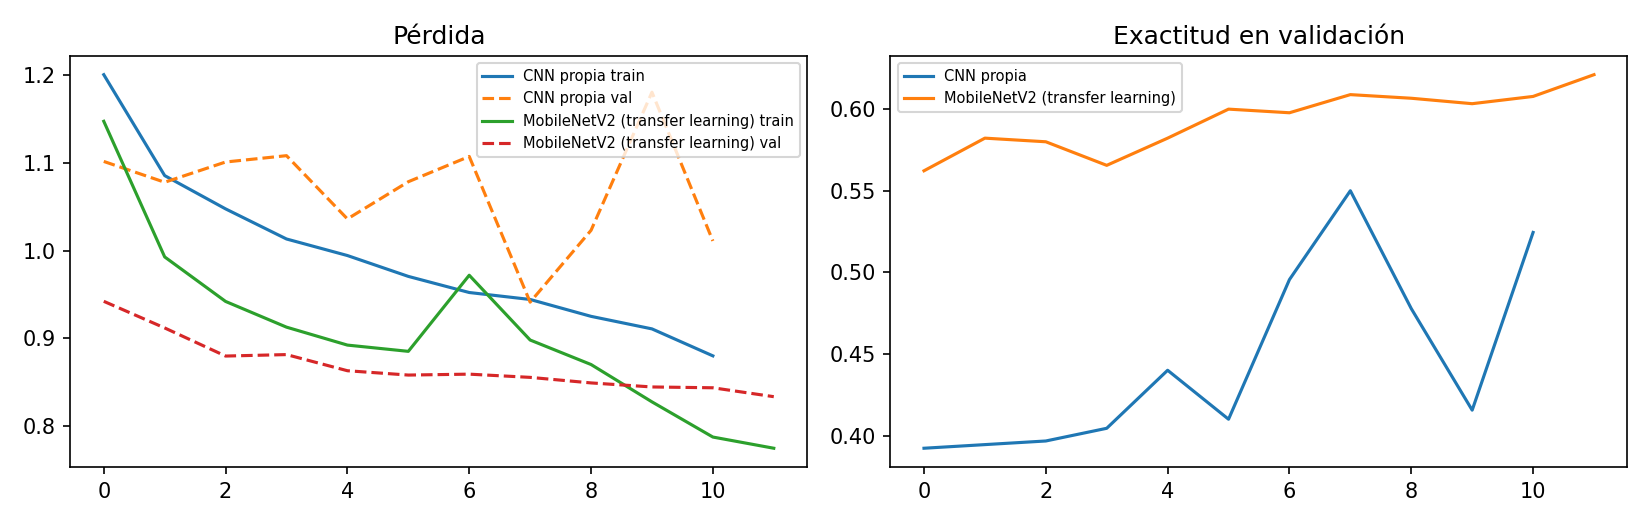 Pérdida
1.2
1.1
1.0
0.9
0.8
0 2 4 6 8 10
CNN propia train
CNN propia val
MobileNetV2 (transfer learning) train
MobileNetV2 (transfer learning) val
Exactitud en validación
0.60
0.55
0.50
0.45
0.40
0 2 4 6 8 10
CNN propia
MobileNetV2 (transfer learning)